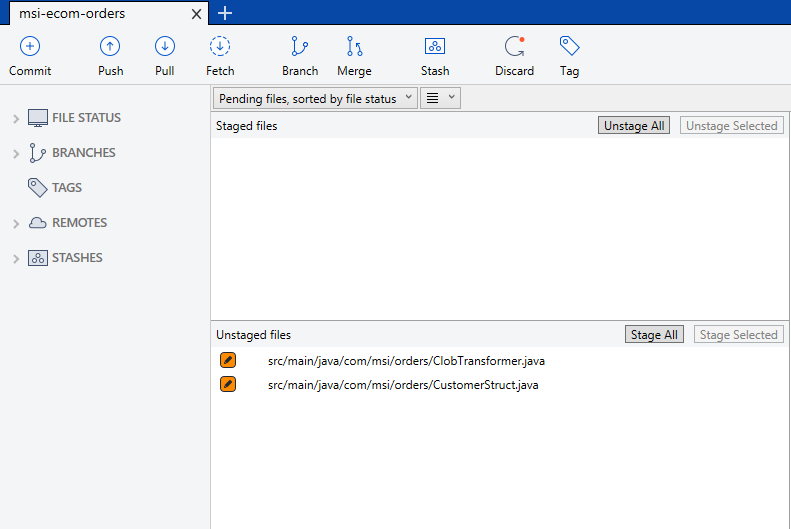 msi-ecom-orders
Commit Push Pull Fetch Branch Merge Stash Discard Tag
FILE STATUS
BRANCHES
TAGS
REMOTES
STASHES
Pending files, sorted by file status
Staged files Unstage All Unstage Selected
Unstaged files Stage All Stage Selected
src/main/java/com/msi/orders/ClobTransformer.java
src/main/java/com/msi/orders/CustomerStruct.java